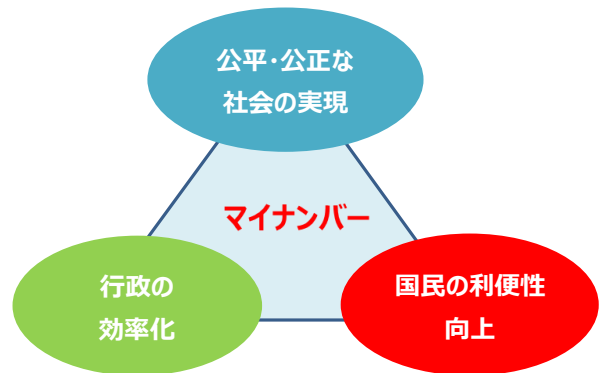 公平･公正な
社会の実現
マイナンバー
行政の
効率化
国民の利便性
向上